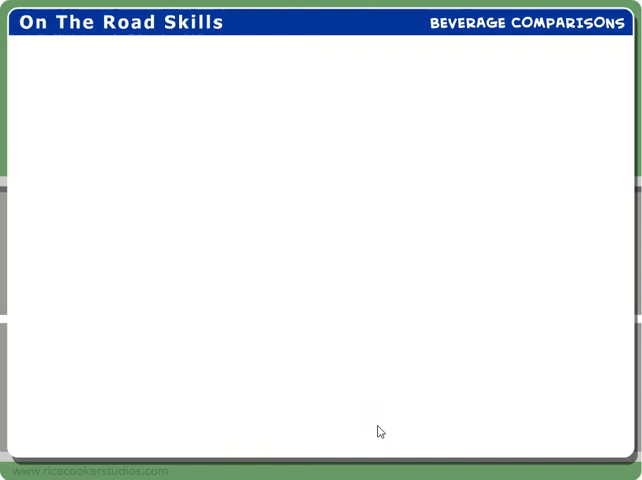 On The Road Skills
BEVERAGE COMPARISONS
www.ricecookerstudios.com